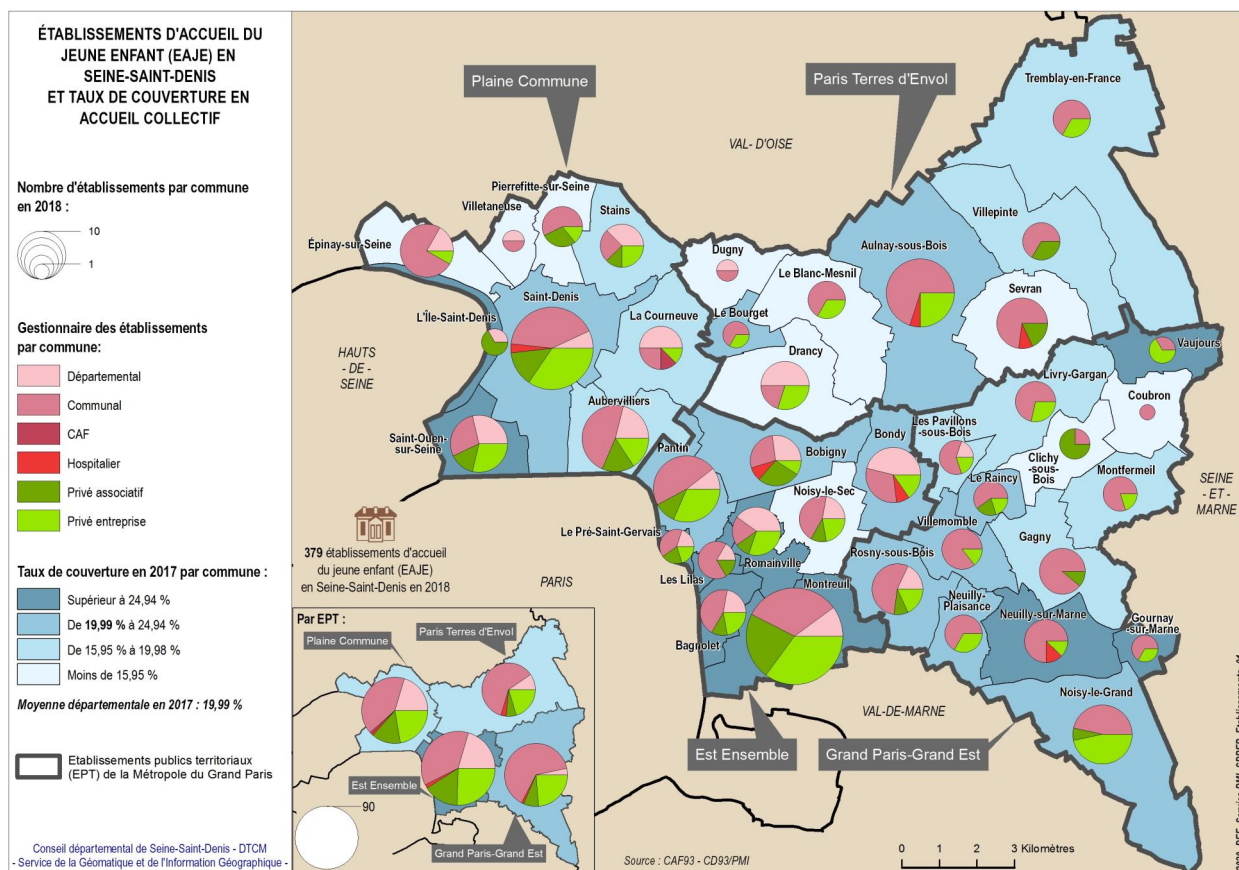 ÉTABLISSEMENTS D'ACCUEIL DU
JEUNE ENFANT (EAJE) EN
SEINE-SAINT-DENIS
ET TAUX DE COUVERTURE EN
ACCUEIL COLLECTIF
Nombre d'établissements par commune
en 2018 :
10
1
Gestionnaire des établissements
par commune:
Départemental
Communal
CAF
Hospitalier
Privé associatif
Privé entreprise
Taux de couverture en 2017 par commune :
Supérieur à 24,94 %
De 19,99 % à 24,94 %
De 15,95 % à 19,98 %
Moins de 15,95 %
Moyenne départementale en 2017 : 19,99 %
Etablissements publics territoriaux
(EPT) de la Métropole du Grand Paris
Conseil départemental de Seine-Saint-Denis - DTCM
- Service de la Géomatique et de l'Information Géographique -
Plaine Commune
Paris Terres d'Envol
Tremblay-en-France
VAL- D'OISE
Pierrefitte-sur-Seine
Villetaneuse
Stains
Épinay-sur-Seine
Villepinte
Dugny
Aulnay-sous-Bois
Le Blanc-Mesnil
Sevran
Saint-Denis
L'Île-Saint-Denis
La Courneuve
Le Bourget
Drancy
Vaujours
HAUTS
- DE -
SEINE
Livry-Gargan
Coubron
Aubervilliers
Saint-Ouen-
sur-Seine
Pantin
Bobigny
Bondy
Les Pavillons
-sous-Bois
Clichy
-sous-
Bois
Montfermeil
SEINE
- ET -
MARNE
Le Raincy
Noisy-le-Sec
Villemomble
Gagny
Le Pré-Saint-Gervais
379 établissements d'accueil
du jeune enfant (EAJE)
en Seine-Saint-Denis en 2018
PARIS
Romainville
Rosny-sous-Bois
Les Lilas
Montreuil
Neuilly-
Plaisance
Neuilly-sur-Marne
Gournay
-sur-Marne
Bagnolet
Noisy-le-Grand
VAL-DE-MARNE
Est Ensemble
Grand Paris-Grand Est
Par EPT :
Plaine Commune
Paris Terres d'Envol
Est Ensemble
Grand Paris-Grand Est
90
Source : CAF93 - CD93/PMI
0 1 2 3 Kilomètres